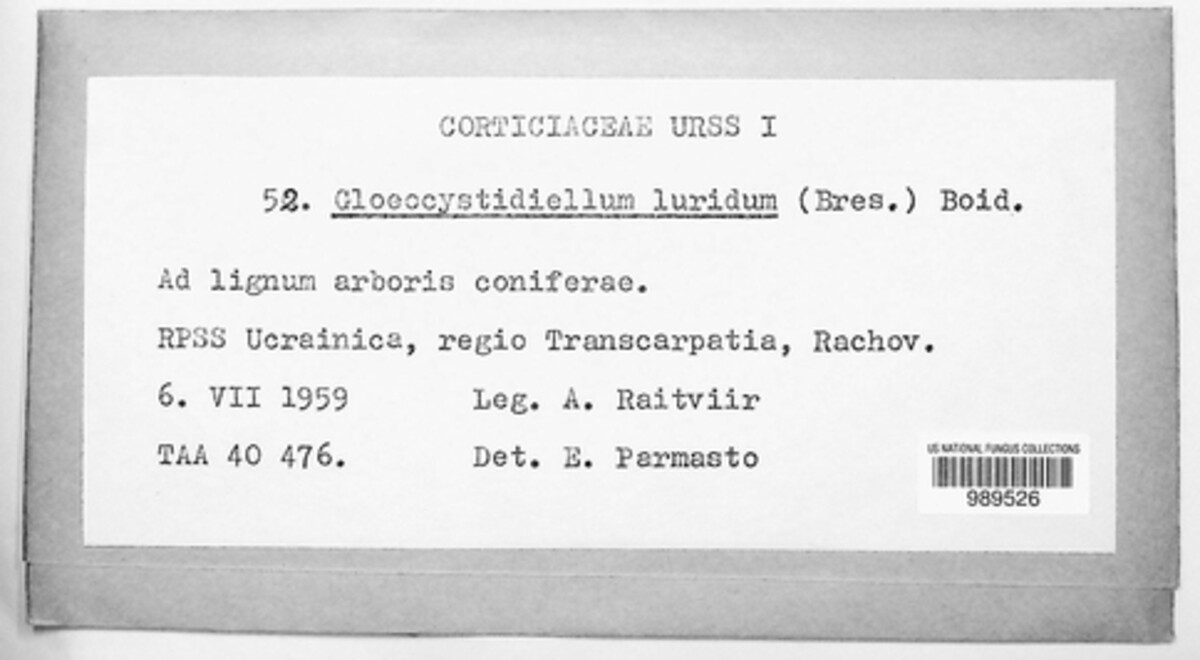 CORTICIACEAE URSS I
52. Gloeocystidiellum luridum (Bres.) Boid.
Ad lignum arboris coniferae.
RPSS Ucrainica, regio Transcarpatia, Rachov.
6. VII 1959 Leg. A. Raitviir
TAA 40 476. Det. E. Parmasto
US NATIONAL FUNGUS COLLECTIONS
989526